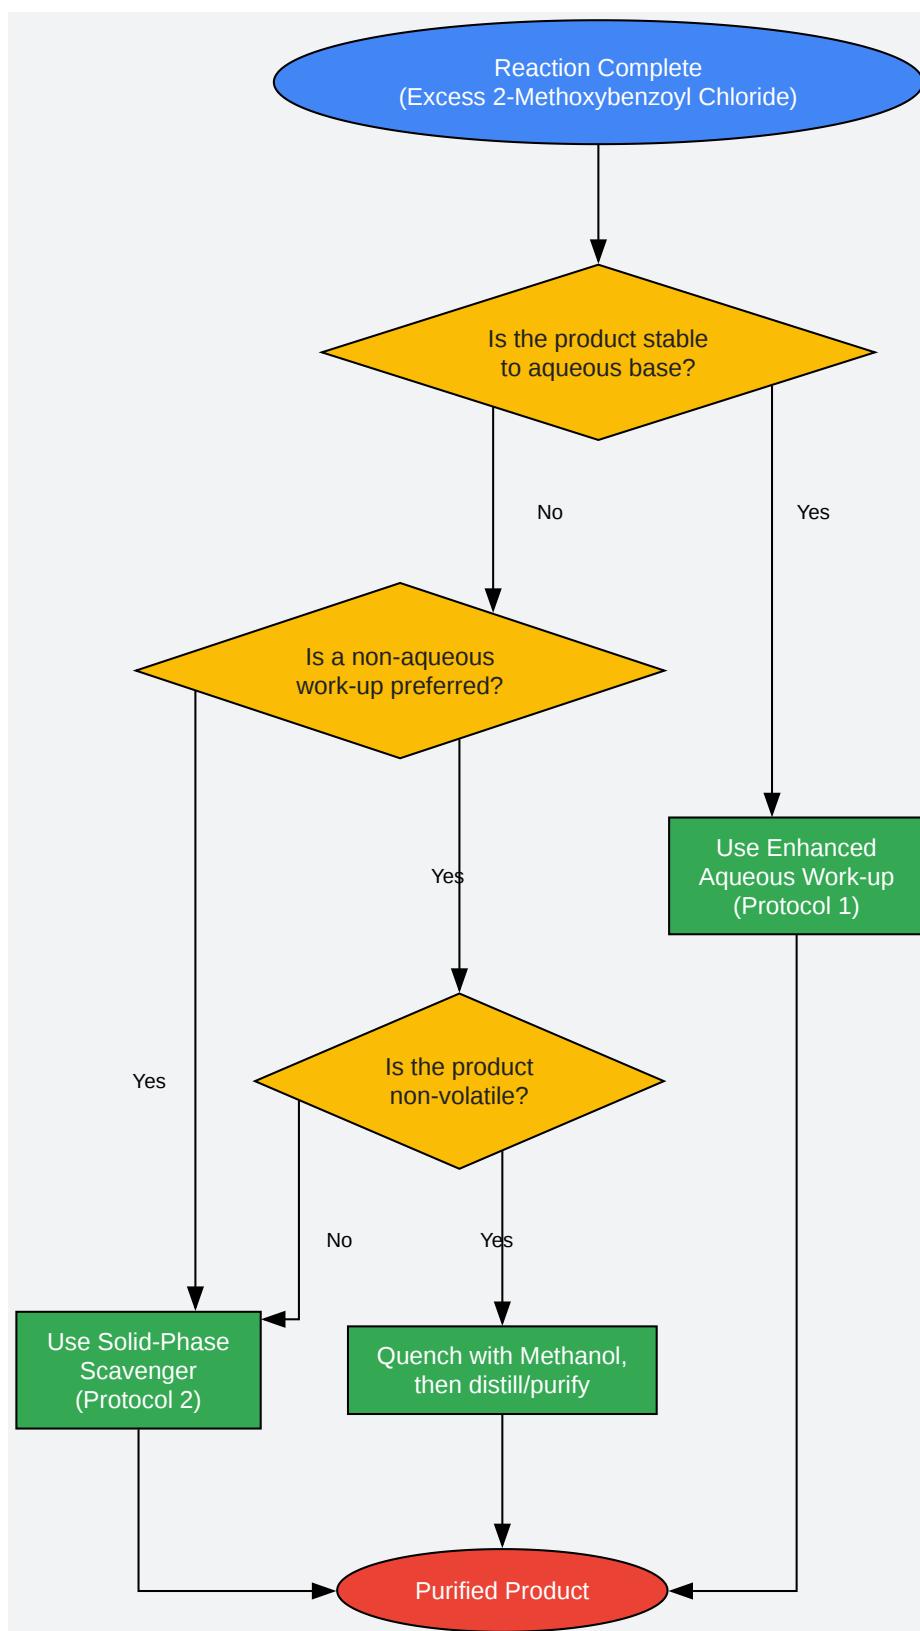 Reaction Complete
(Excess 2-Methoxybenzoyl Chloride)
Is the product stable
to aqueous base?
No
Yes
Is a non-aqueous
work-up preferred?
Use Enhanced
Aqueous Work-up
(Protocol 1)
Yes
Is the product
non-volatile?
Yes
No
Yes
Use Solid-Phase
Scavenger
(Protocol 2)
Quench with Methanol,
then distill/purify
Purified Product